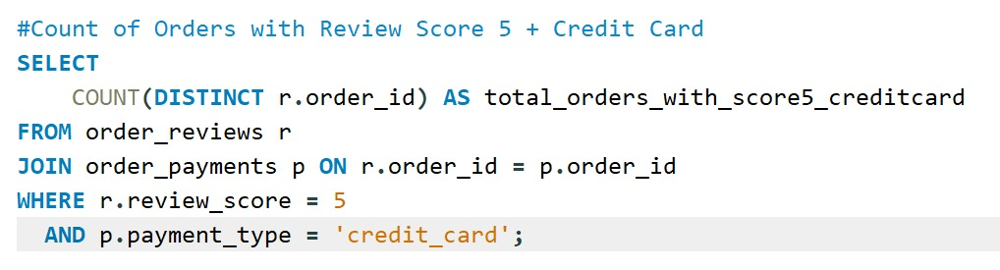 #Count of Orders with Review Score 5 + Credit Card
SELECT
    COUNT(DISTINCT r.order_id) AS total_orders_with_score5_creditcard
FROM order_reviews r
JOIN order_payments p ON r.order_id = p.order_id
WHERE r.review_score = 5
  AND p.payment_type = 'credit_card';